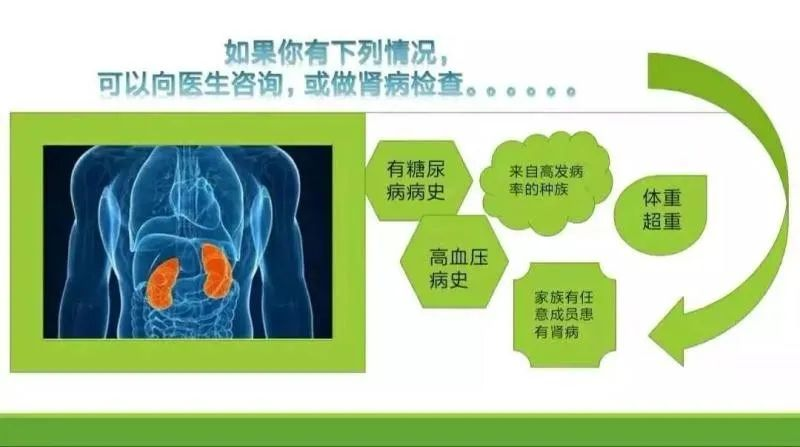 如果你有下列情况，
可以向医生咨询，或做肾病检查。。。。。。
有糖尿
病病史
来自高发病
率的种族
体重
超重
高血压
病史
家族有任
意成员患
有肾病